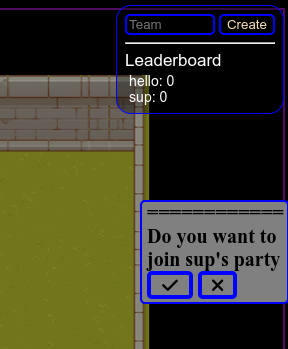 Team Create
Leaderboard
hello: 0
sup: 0
============
Do you want to
join sup's party